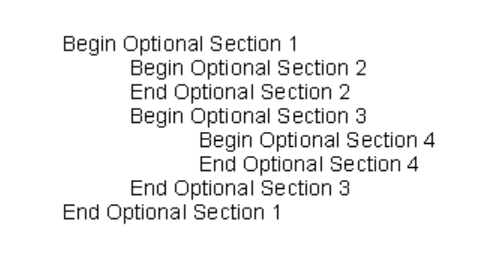 Begin Optional Section 1
Begin Optional Section 2
End Optional Section 2
Begin Optional Section 3
Begin Optional Section 4
End Optional Section 4
End Optional Section 3
End Optional Section 1